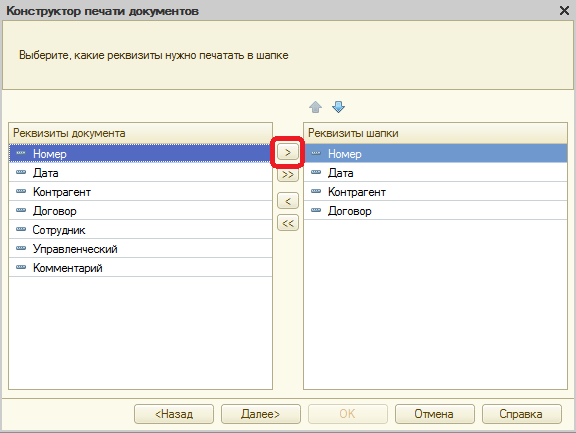 Конструктор печати документов
Выберите, какие реквизиты нужно печатать в шапке
Реквизиты документа
Номер
Дата
Контрагент
Договор
Сотрудник
Управленческий
Комментарий
>
>>
<
<<
Реквизиты шапки
Номер
Дата
Контрагент
Договор
<Назад Далее> OK Отмена Справка